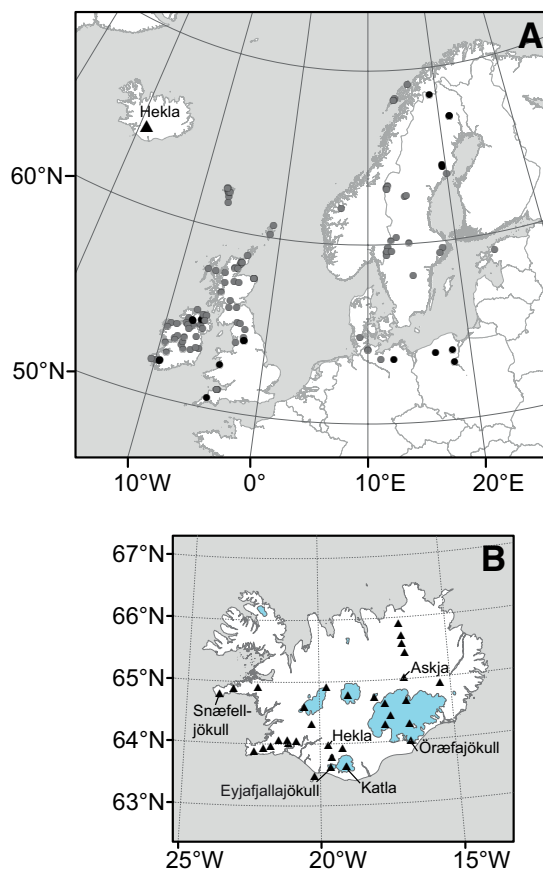 A
Hekla
60°N
50°N
10°W
0°
10°E
20°E
B
67°N
66°N
65°N
64°N
63°N
Askja
Snæfell-
jökull
Hekla
Öræfajökull
Eyjafjallajökull
Katla
25°W
20°W
15°W